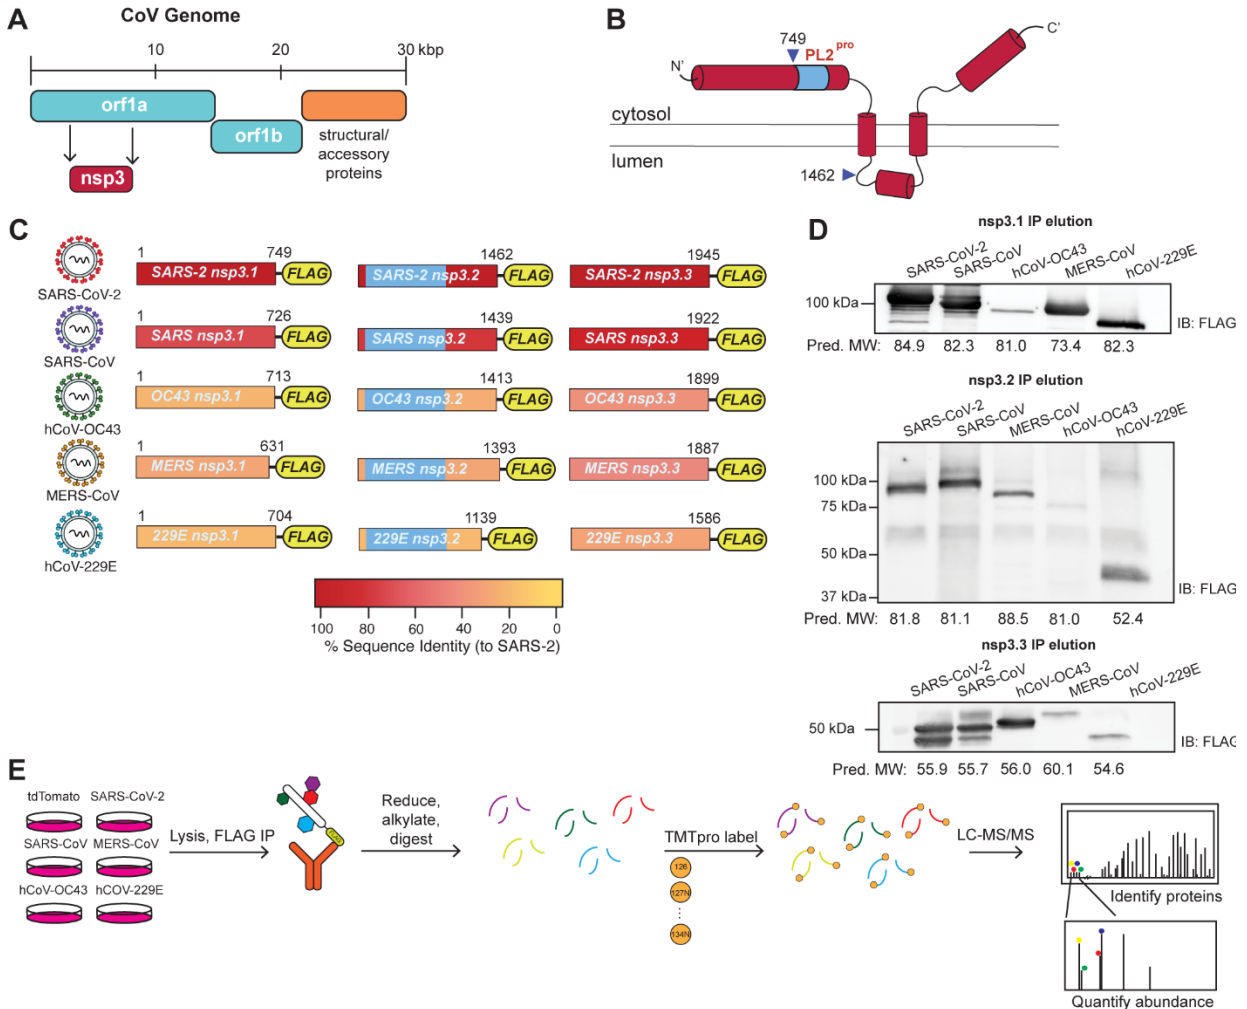 A
CoV Genome
10
20
30 kbp
orf1a
orf1b
structural/
accessory
proteins
nsp3
B
749
PL2pro
N'
C'
cytosol
lumen
1462
C
SARS-CoV-2
1
749
SARS-2 nsp3.1
FLAG
1462
SARS-2 nsp3.2
FLAG
1945
SARS-2 nsp3.3
FLAG
SARS-CoV
1
726
SARS nsp3.1
FLAG
1439
SARS nsp3.2
FLAG
1922
SARS nsp3.3
FLAG
hCoV-OC43
1
713
OC43 nsp3.1
FLAG
1413
OC43 nsp3.2
FLAG
1899
OC43 nsp3.3
FLAG
MERS-CoV
1
631
MERS nsp3.1
FLAG
1393
MERS nsp3.2
FLAG
1887
MERS nsp3.3
FLAG
hCoV-229E
1
704
229E nsp3.1
FLAG
1139
229E nsp3.2
FLAG
1586
229E nsp3.3
FLAG
100 80 60 40 20 0
% Sequence Identity (to SARS-2)
D
nsp3.1 IP elution
SARS-CoV-2
SARS-CoV
hCoV-OC43
MERS-CoV
hCoV-229E
100 kDa
IB: FLAG
Pred. MW: 84.9 82.3 81.0 73.4 82.3
nsp3.2 IP elution
SARS-CoV-2
SARS-CoV
MERS-CoV
hCoV-OC43
hCoV-229E
100 kDa
75 kDa
50 kDa
37 kDa
IB: FLAG
Pred. MW: 81.8 81.1 88.5 81.0 52.4
nsp3.3 IP elution
SARS-CoV-2
SARS-CoV
hCoV-OC43
MERS-CoV
hCoV-229E
50 kDa
IB: FLAG
Pred. MW: 55.9 55.7 56.0 60.1 54.6
E
tdTomato SARS-CoV-2
SARS-CoV MERS-CoV
hCoV-OC43 hCOV-229E
Lysis, FLAG IP
FLAG
Reduce,
alkylate,
digest
TMTpro label
126
127N
134N
LC-MS/MS
Identify proteins
Quantify abundance